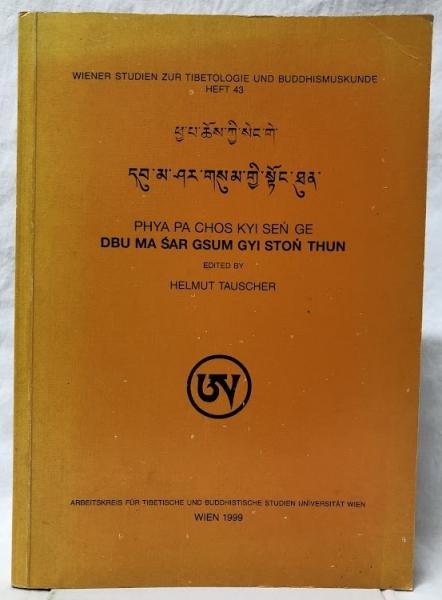 WIENER STUDIEN ZUR TIBETOLOGIE UND BUDDHISMUSKUNDE
HEFT 43
ཕྱ་པ་ཆོས་ཀྱི་སེང་གེ་
དབུ་མ་ཤར་གསུམ་གྱི་སྟོང་ཐུན་
PHYA PA CHOS KYI SEṄ GE
DBU MA ŚAR GSUM GYI STOṄ THUN
EDITED BY
HELMUT TAUSCHER
ARBEITSKREIS FÜR TIBETISCHE UND BUDDHISTISCHE STUDIEN UNIVERSITÄT WIEN
WIEN 1999